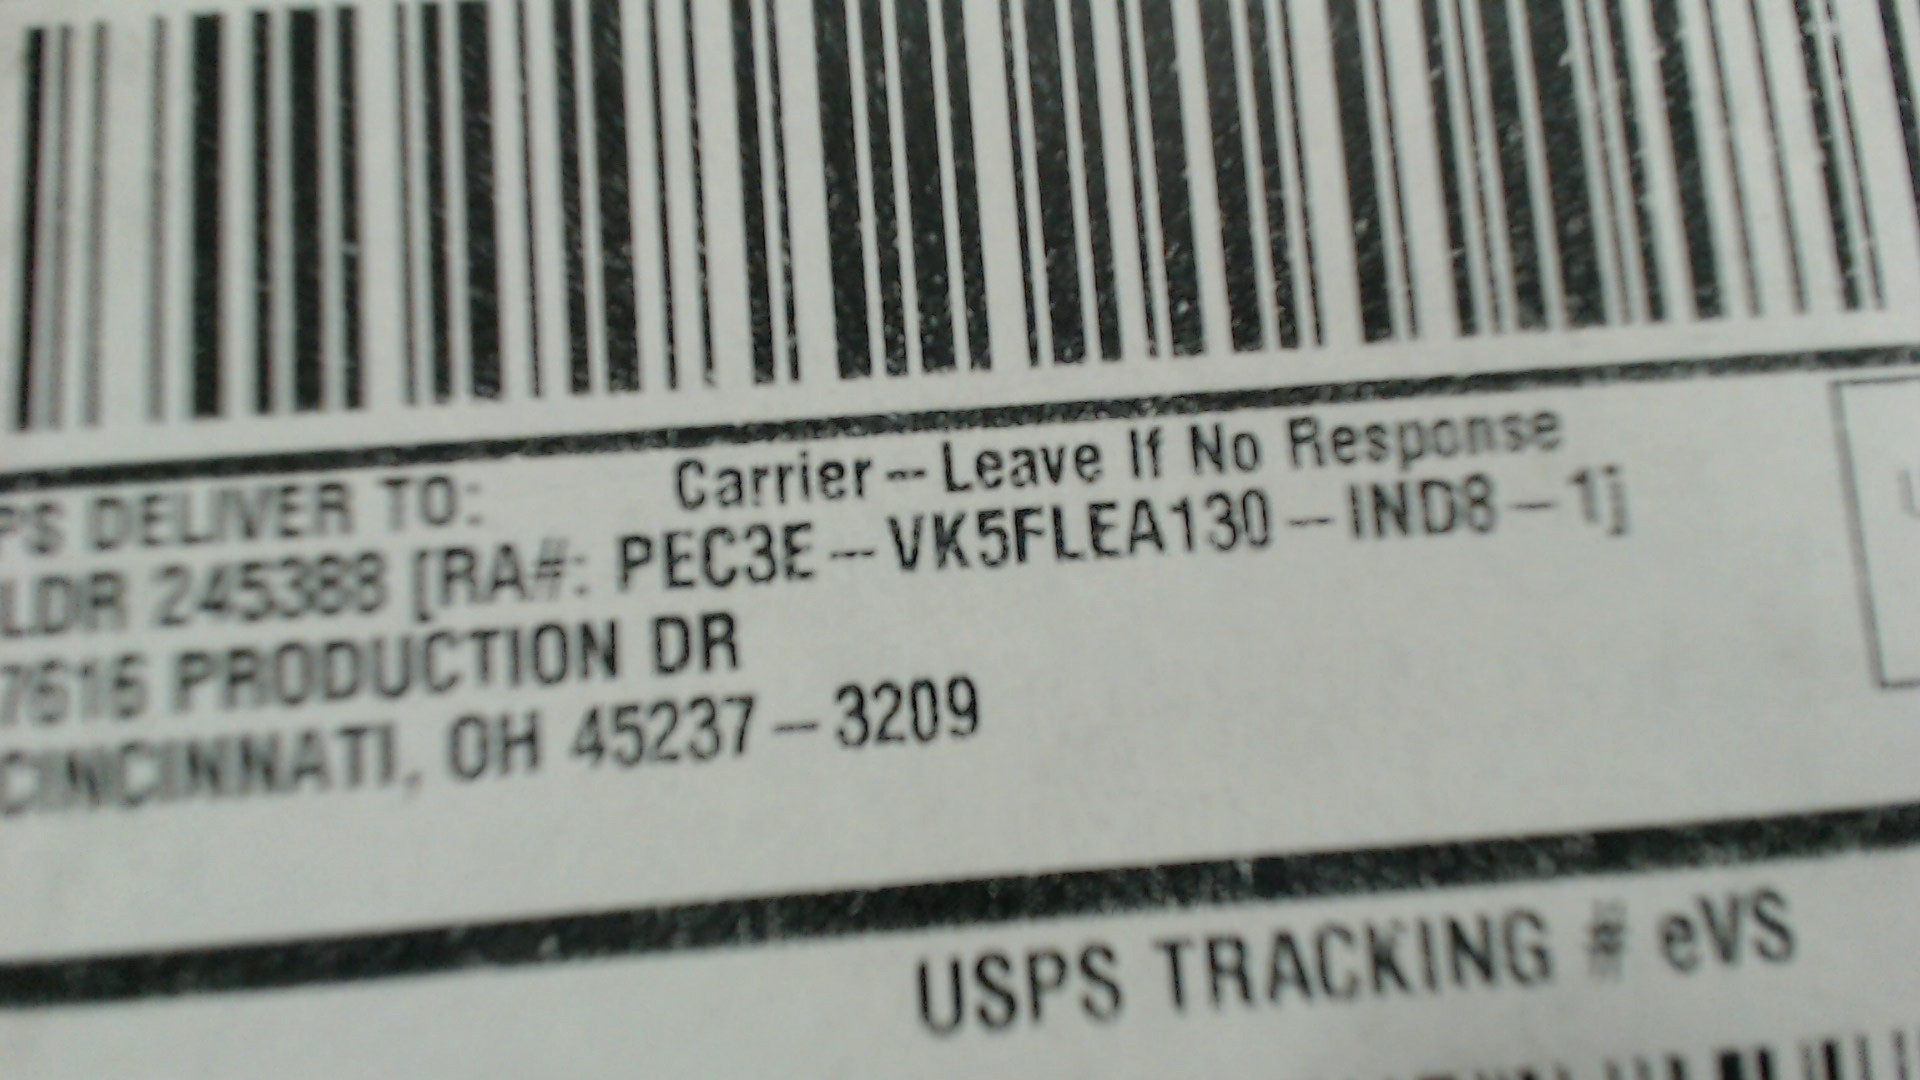 PS DELIVER TO:
Carrier -- Leave If No Response
LDR 245388 [RA#: PEC3E -- VK5FLEA130 -- IND8 - 1]
7616 PRODUCTION DR
CINCINNATI, OH 45237 - 3209
USPS TRACKING # eVS